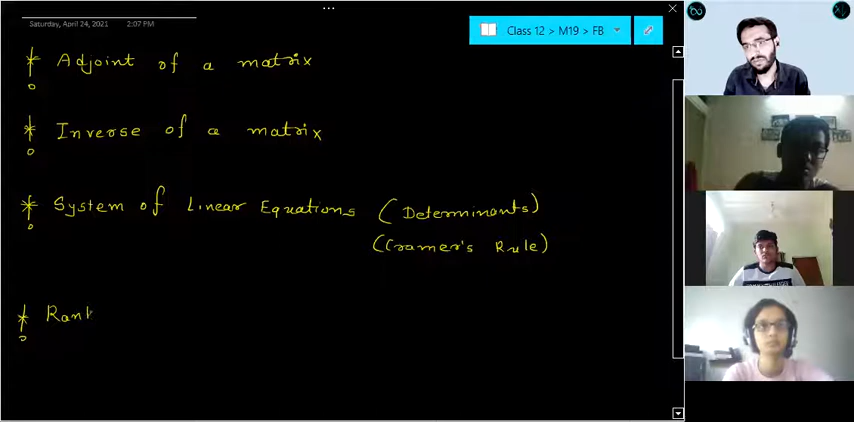 Saturday, April 24, 2021 2:07 PM
Class 12 > M19 > FB
* Adjoint of a matrix
* Inverse of a matrix
* System of Linear Equations (Determinants)
(Cramer's Rule)
* Rank